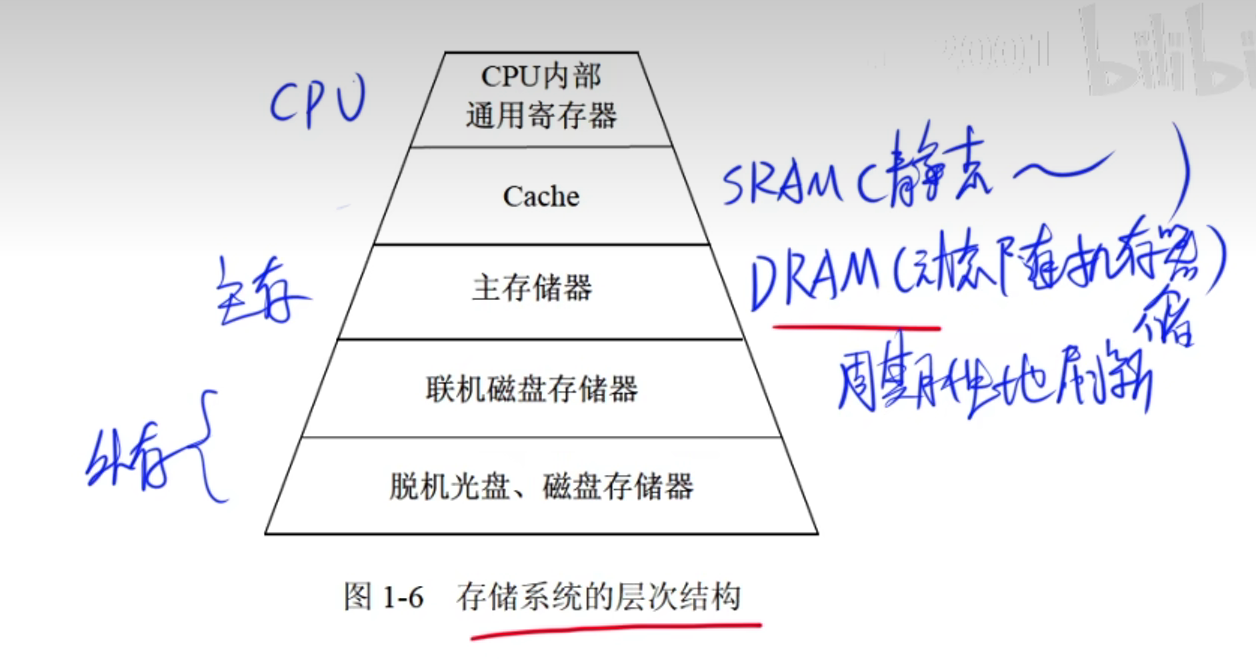 bilibi
CPU
CPU内部
通用寄存器
Cache
SRAM(静态～)
主存
主存储器
DRAM(动态随机存储器)
周期性地刷新
联机磁盘存储器
外存
脱机光盘、磁盘存储器
图 1-6 存储系统的层次结构